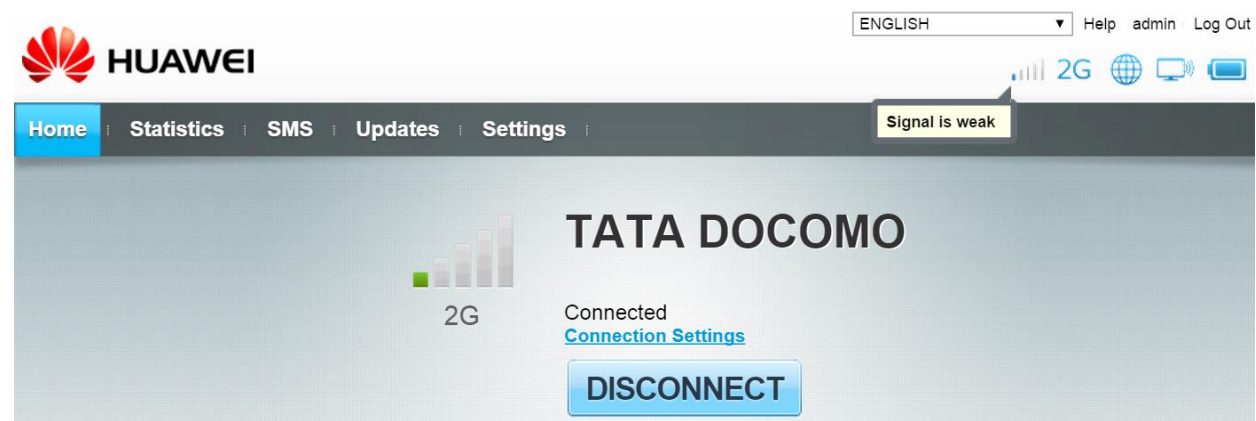 ENGLISH Help admin Log Out
HUAWEI
2G
Home Statistics SMS Updates Settings
Signal is weak
TATA DOCOMO
2G
Connected
Connection Settings
DISCONNECT